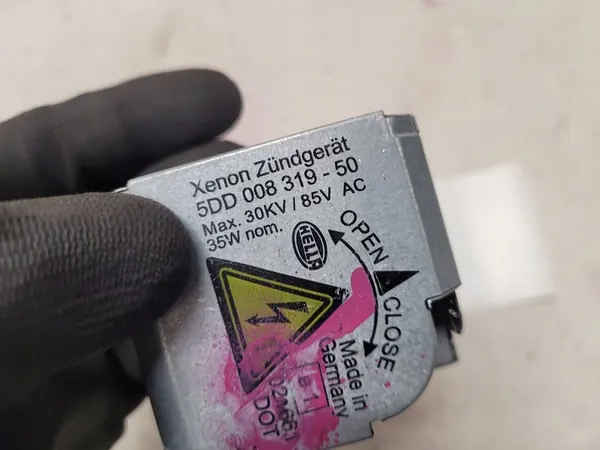 Xenon Zündgerät
5DD 008 319 - 50
Max. 30KV / 85V AC
35W nom.
HELLA
OPEN
CLOSE
Made in
Germany
DOT